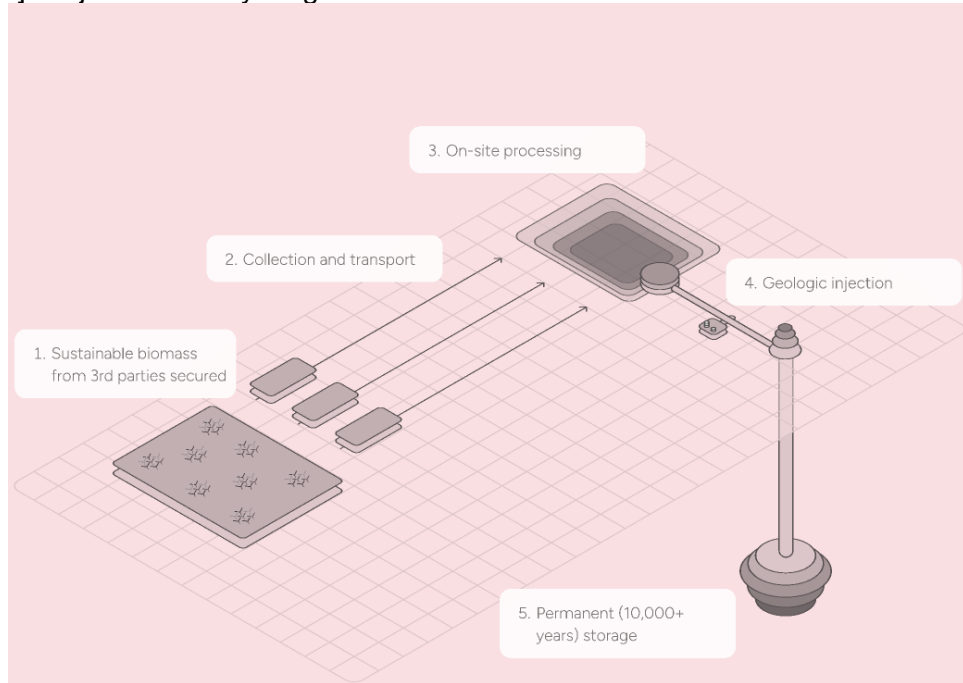 1. Sustainable biomass
from 3rd parties secured
2. Collection and transport
3. On-site processing
4. Geologic injection
5. Permanent (10,000+
years) storage